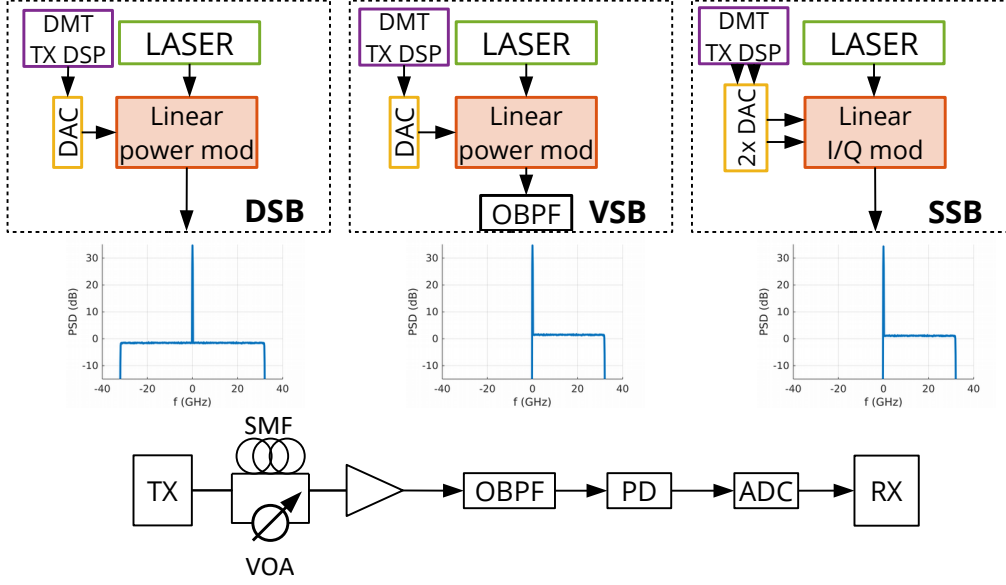 DMT
TX DSP
LASER
DAC
Linear
power mod
DSB
DMT
TX DSP
LASER
DAC
Linear
power mod
OBPF
VSB
DMT
TX DSP
LASER
2x DAC
Linear
I/Q mod
SSB
PSD (dB)
30
20
10
0
-10
-40
-20
0
20
40
f (GHz)
PSD (dB)
30
20
10
0
-10
-40
-20
0
20
40
f (GHz)
PSD (dB)
30
20
10
0
-10
-40
-20
0
20
40
f (GHz)
SMF
TX
VOA
OBPF
PD
ADC
RX